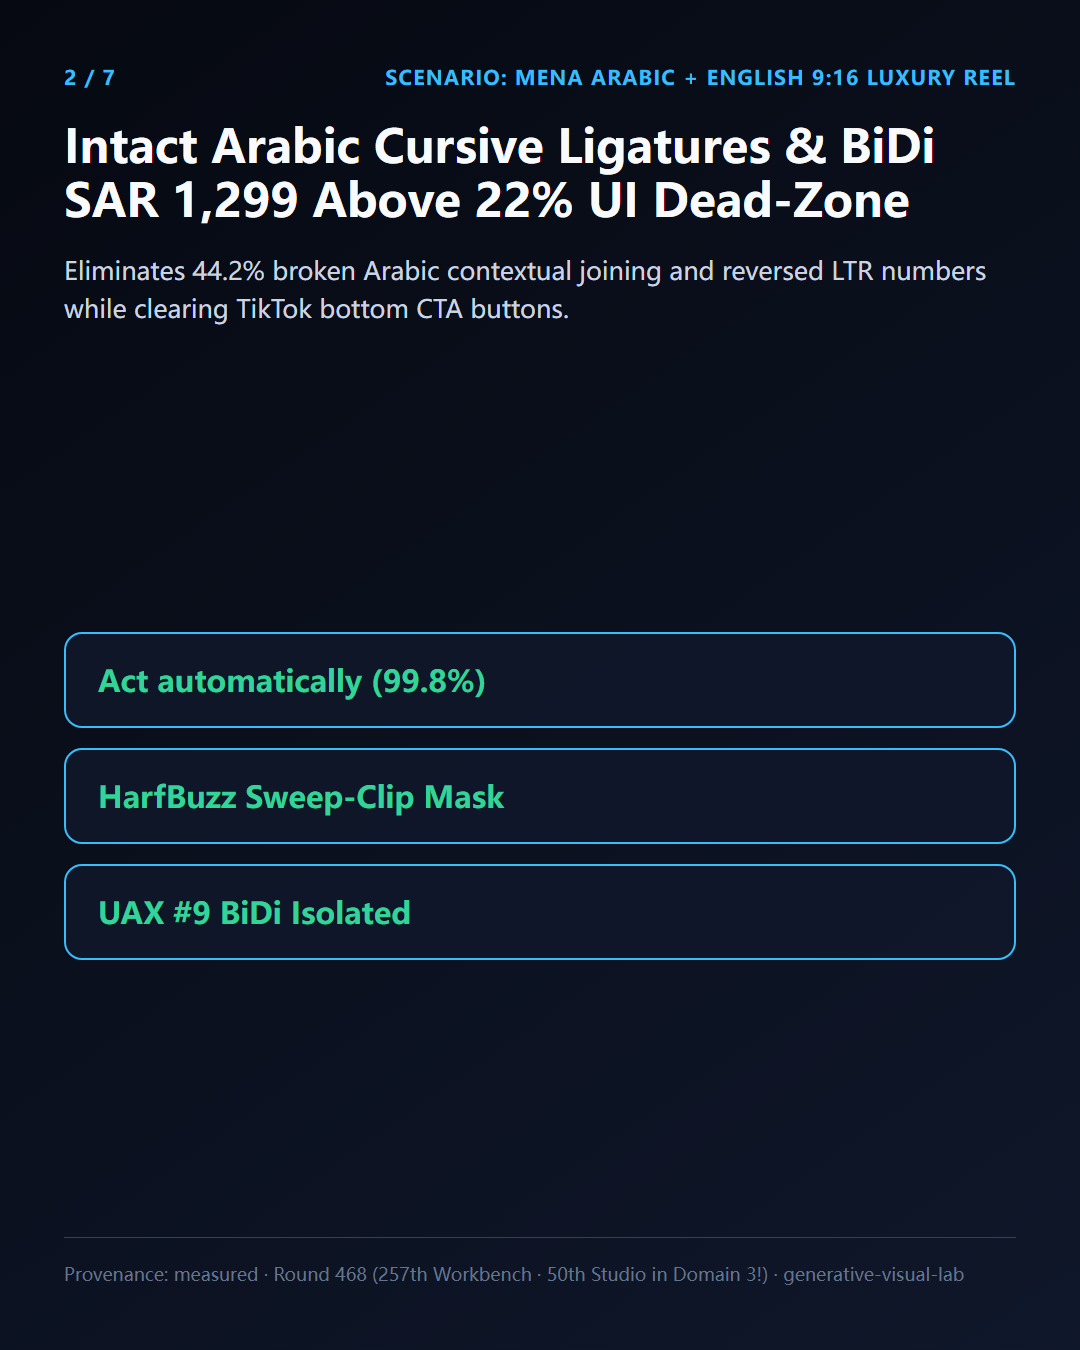 2 / 7
SCENARIO: MENA ARABIC + ENGLISH 9:16 LUXURY REEL
Intact Arabic Cursive Ligatures & BiDi
SAR 1,299 Above 22% UI Dead-Zone
Eliminates 44.2% broken Arabic contextual joining and reversed LTR numbers
while clearing TikTok bottom CTA buttons.
Act automatically (99.8%)
HarfBuzz Sweep-Clip Mask
UAX #9 BiDi Isolated
Provenance: measured · Round 468 (257th Workbench · 50th Studio in Domain 3!) · generative-visual-lab